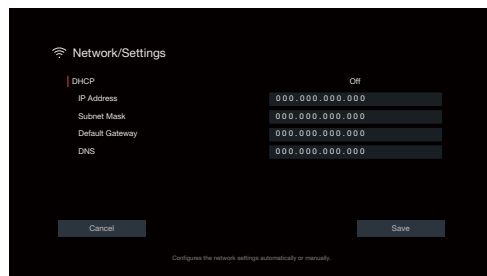 Network/Settings
DHCP Off
IP Address 000.000.000.000
Subnet Mask 000.000.000.000
Default Gateway 000.000.000.000
DNS 000.000.000.000
Cancel Save
Configures the network settings automatically or manually.